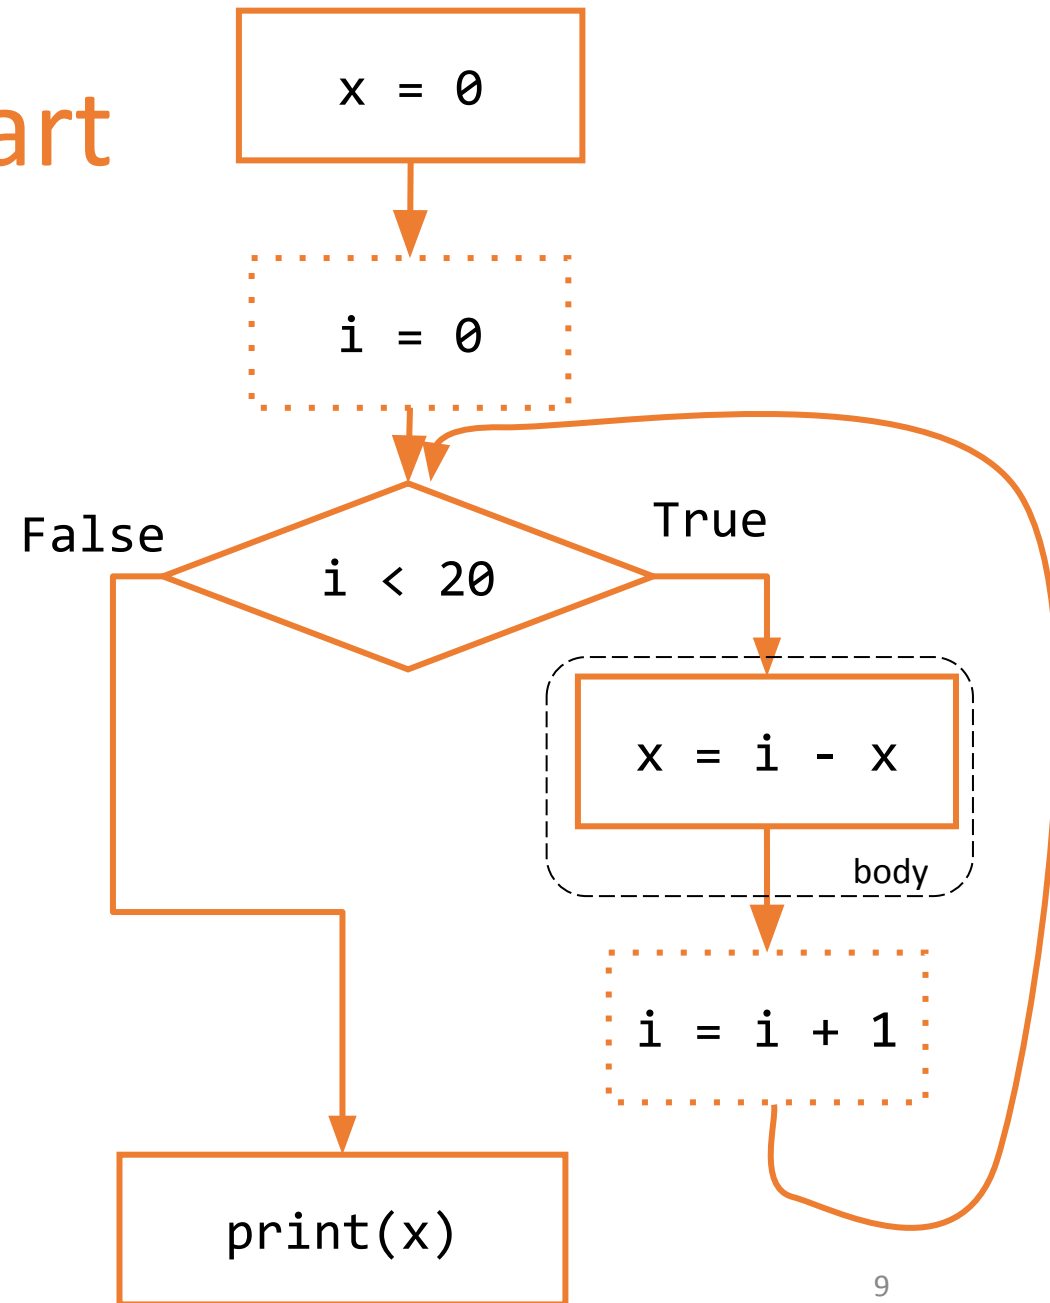 art
x = 0
i = 0
False
True
i < 20
x = i - x
body
i = i + 1
print(x)
9